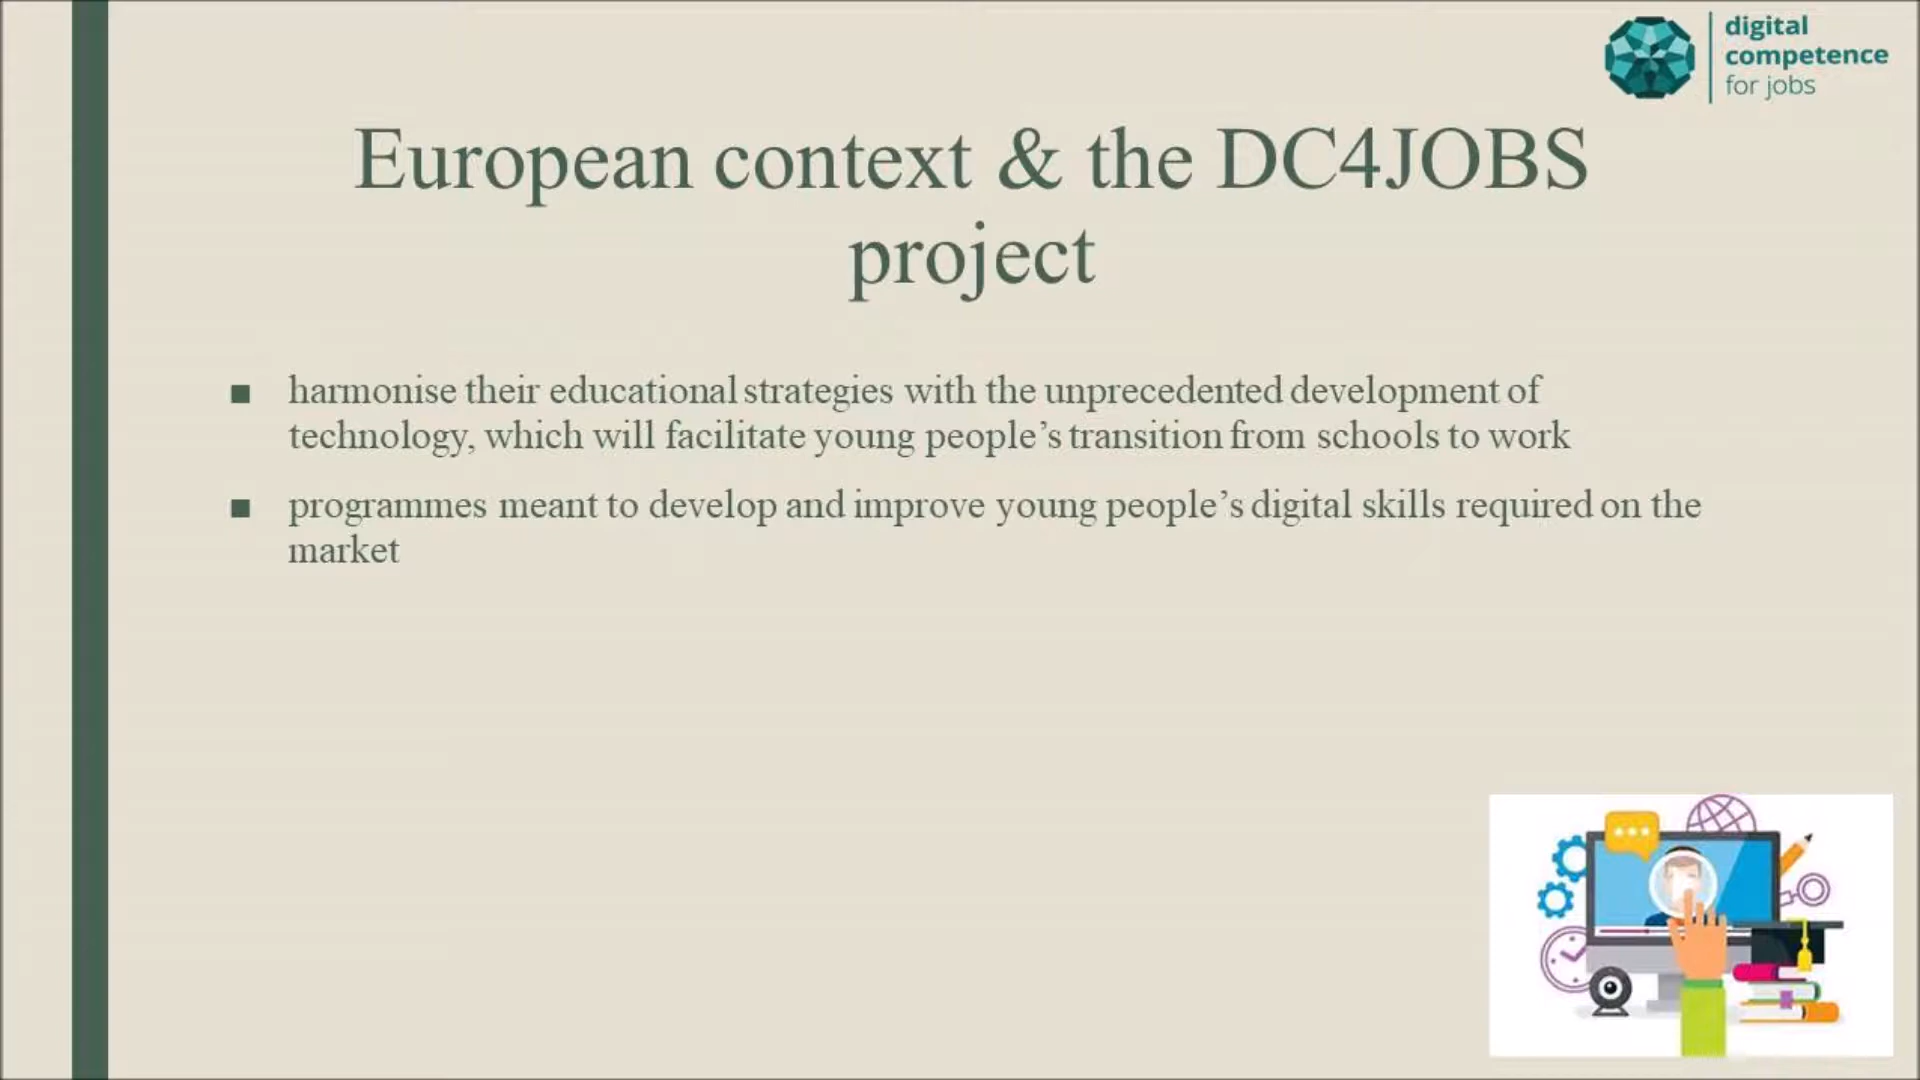 digital
competence
for jobs
European context & the DC4JOBS
project
■ harmonise their educational strategies with the unprecedented development of
technology, which will facilitate young people’s transition from schools to work
■ programmes meant to develop and improve young people’s digital skills required on the
market